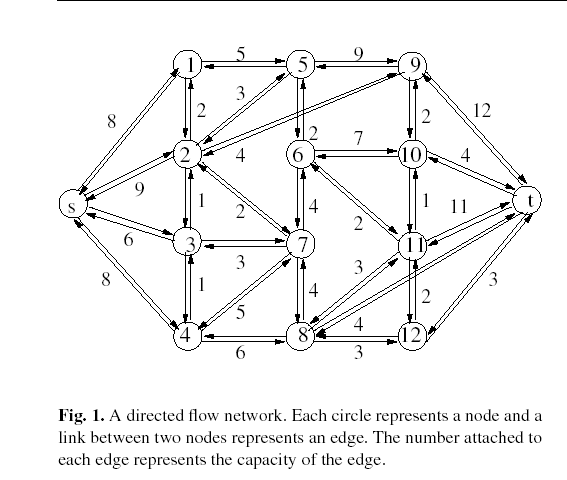 1 5 5 9 9
8 2 3 2 2 12
2 4 6 7 10 4
s 9 1 2 4 2 1 11 t
6 3 3 7 11
8 1 5 4 3 2 3
4 6 8 4 3 12
Fig. 1. A directed flow network. Each circle represents a node and a
link between two nodes represents an edge. The number attached to
each edge represents the capacity of the edge.